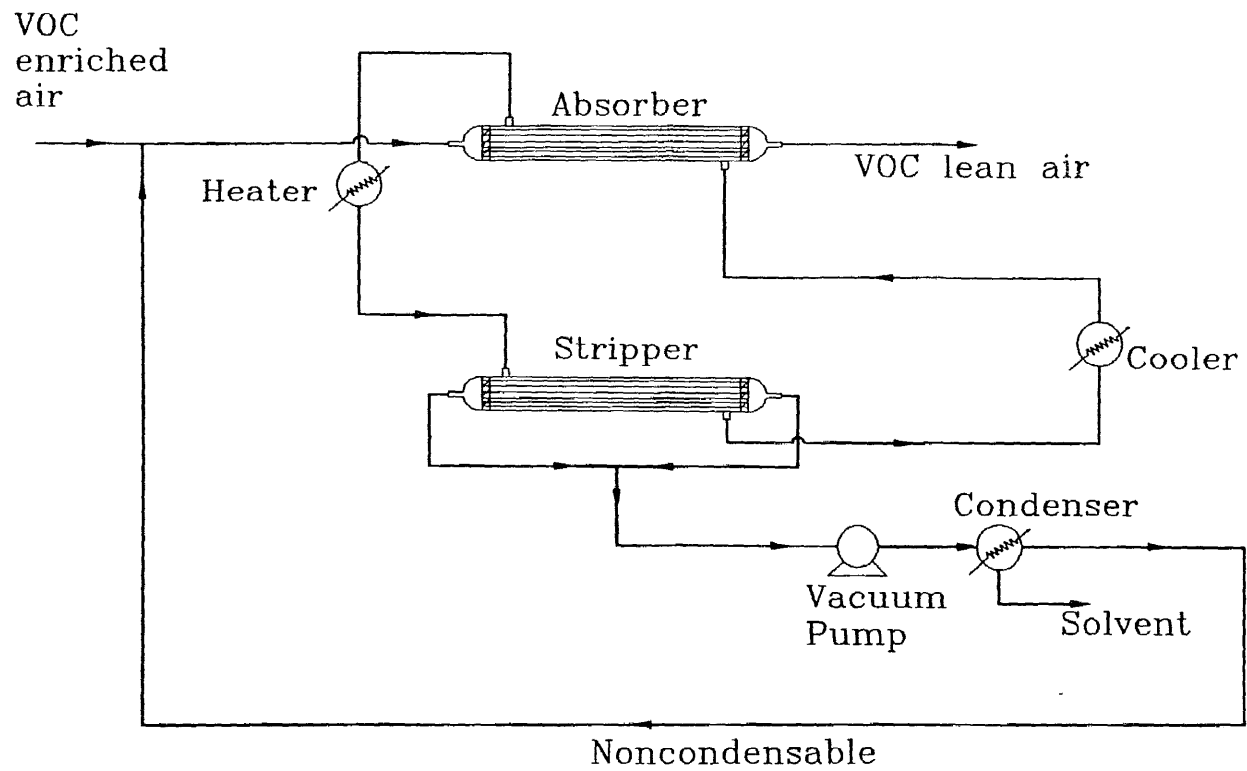 VOC
enriched
air
Absorber
VOC lean air
Heater
Stripper
Cooler
Condenser
Vacuum
Pump
Solvent
Noncondensable